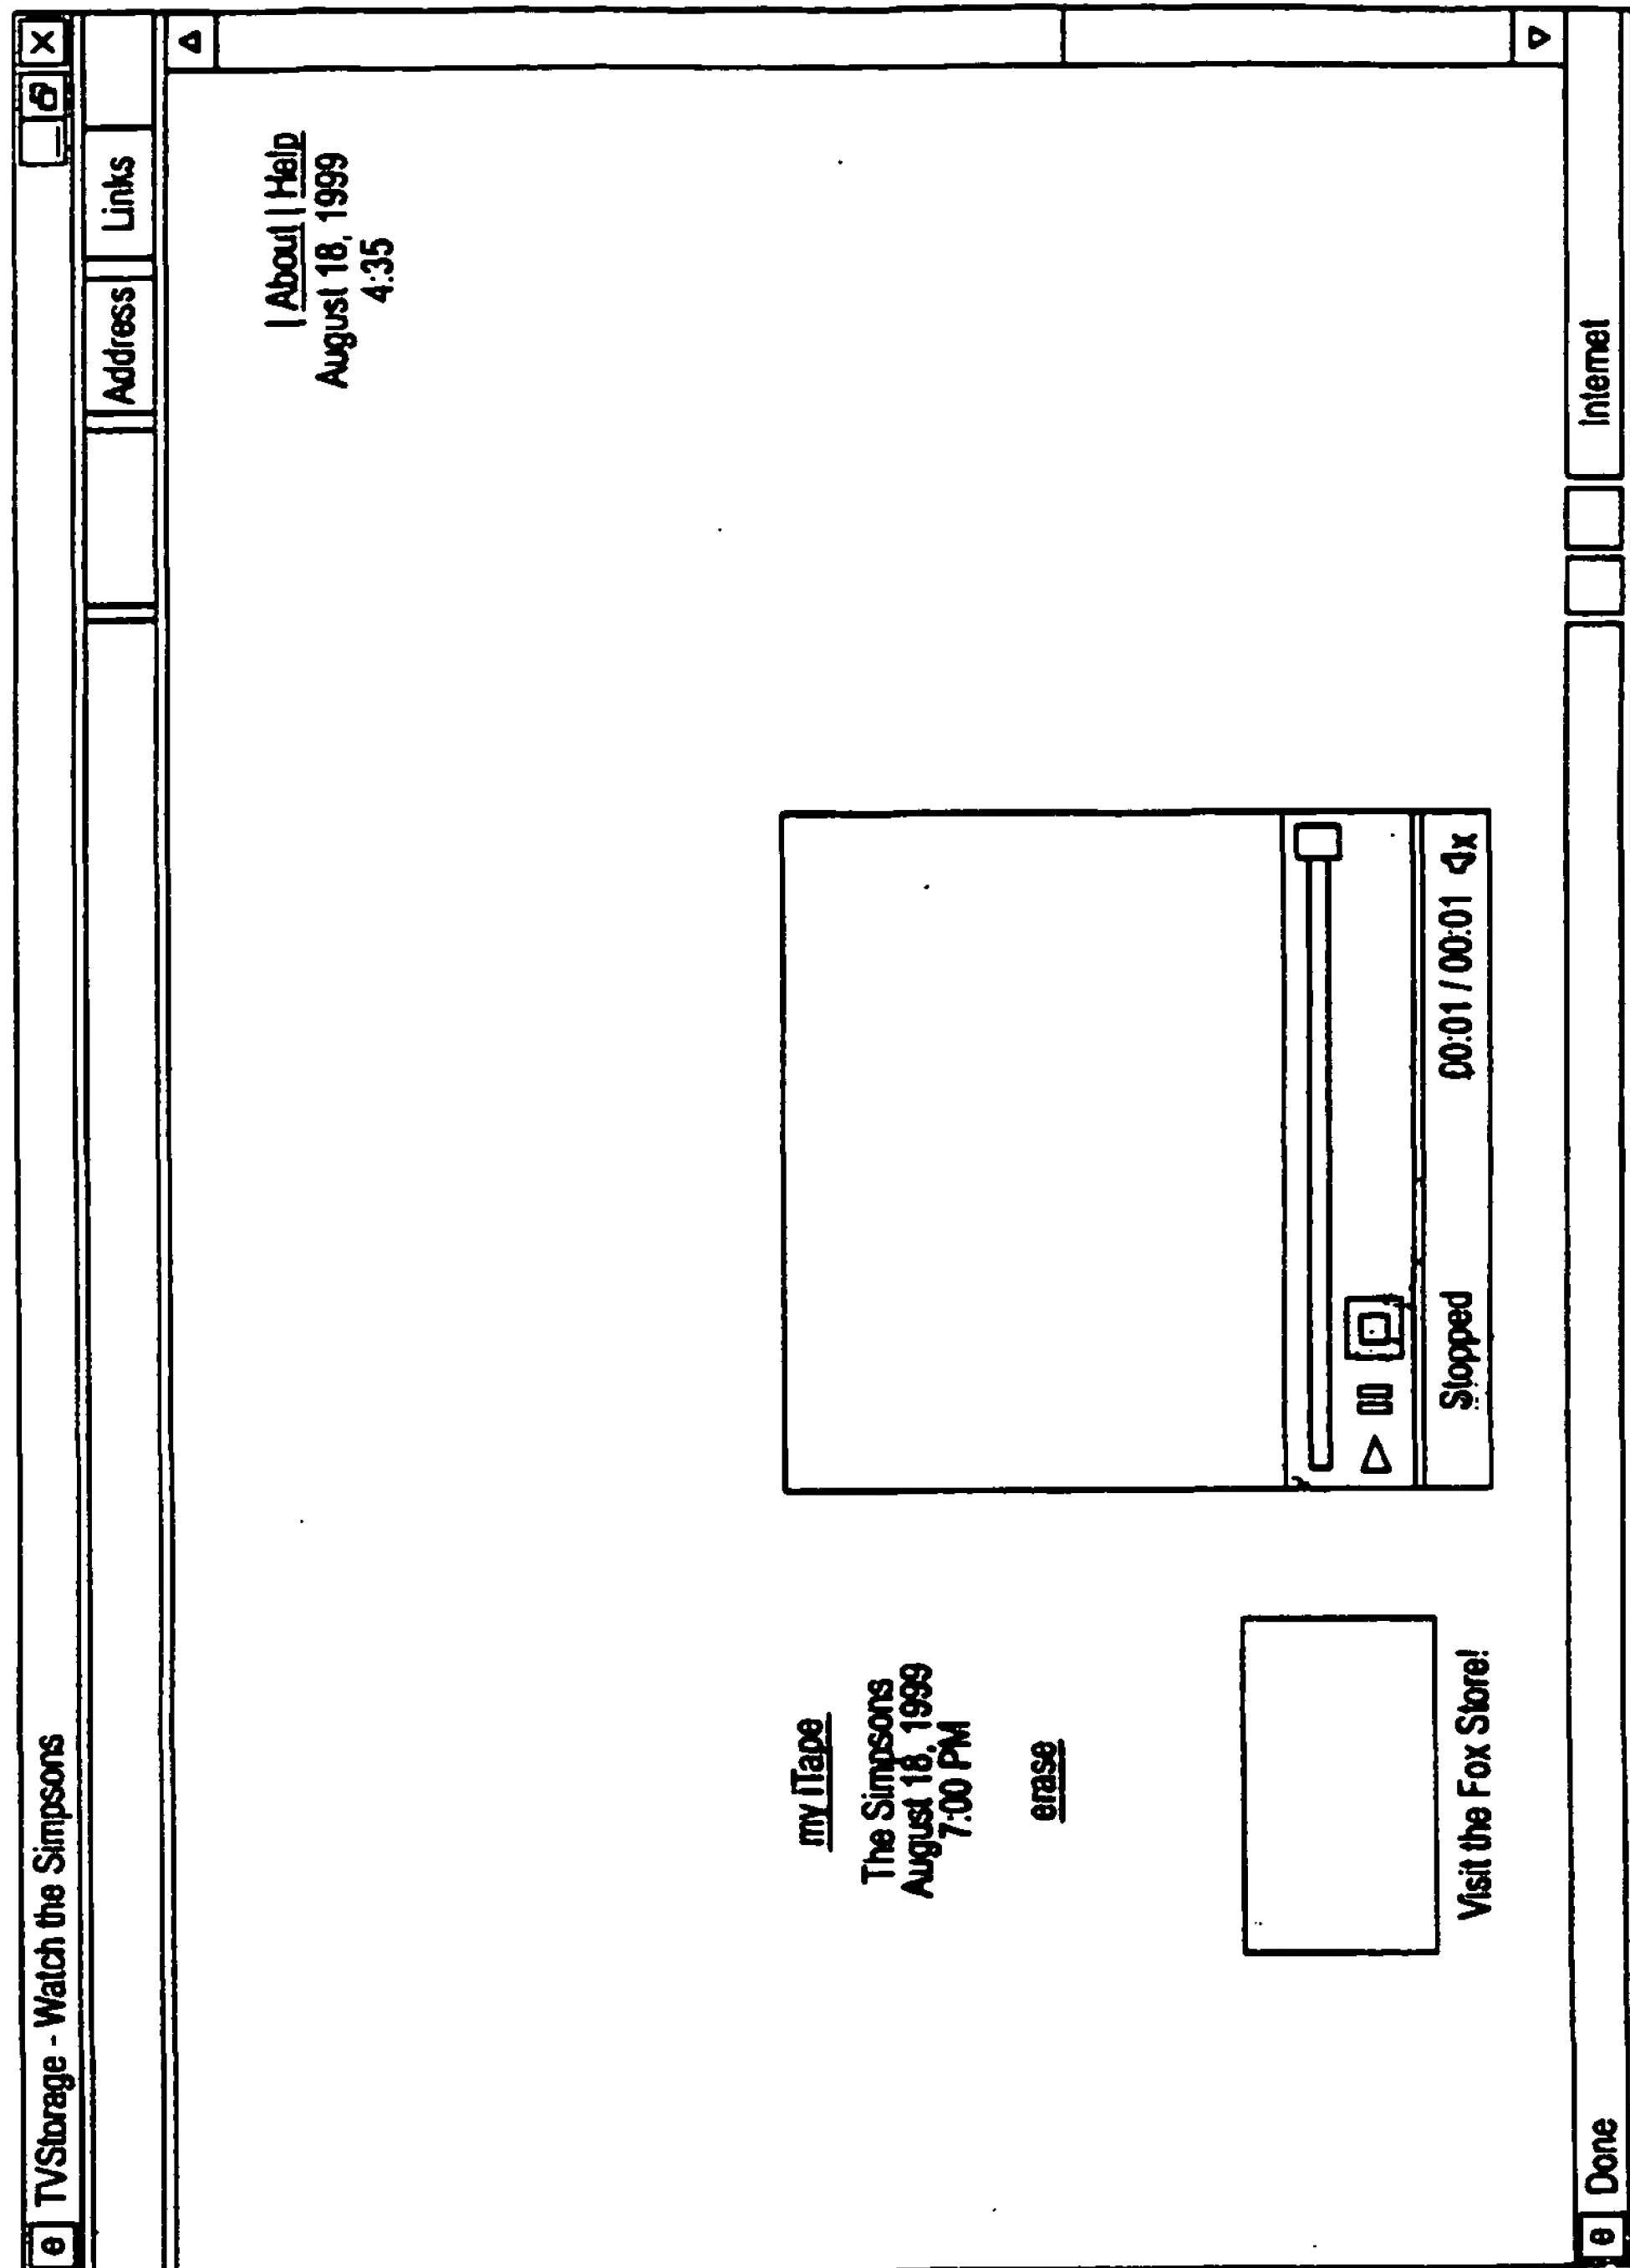 e TVStorage - Watch the Simpsons
X
Address
Links
| About | Help
August 18, 1999
4:35
my iTape
The Simpsons
August 18, 1999
7:00 PM
erase
Visit the Fox Store!
Stopped
00:01 / 00:01
e Done
Internet